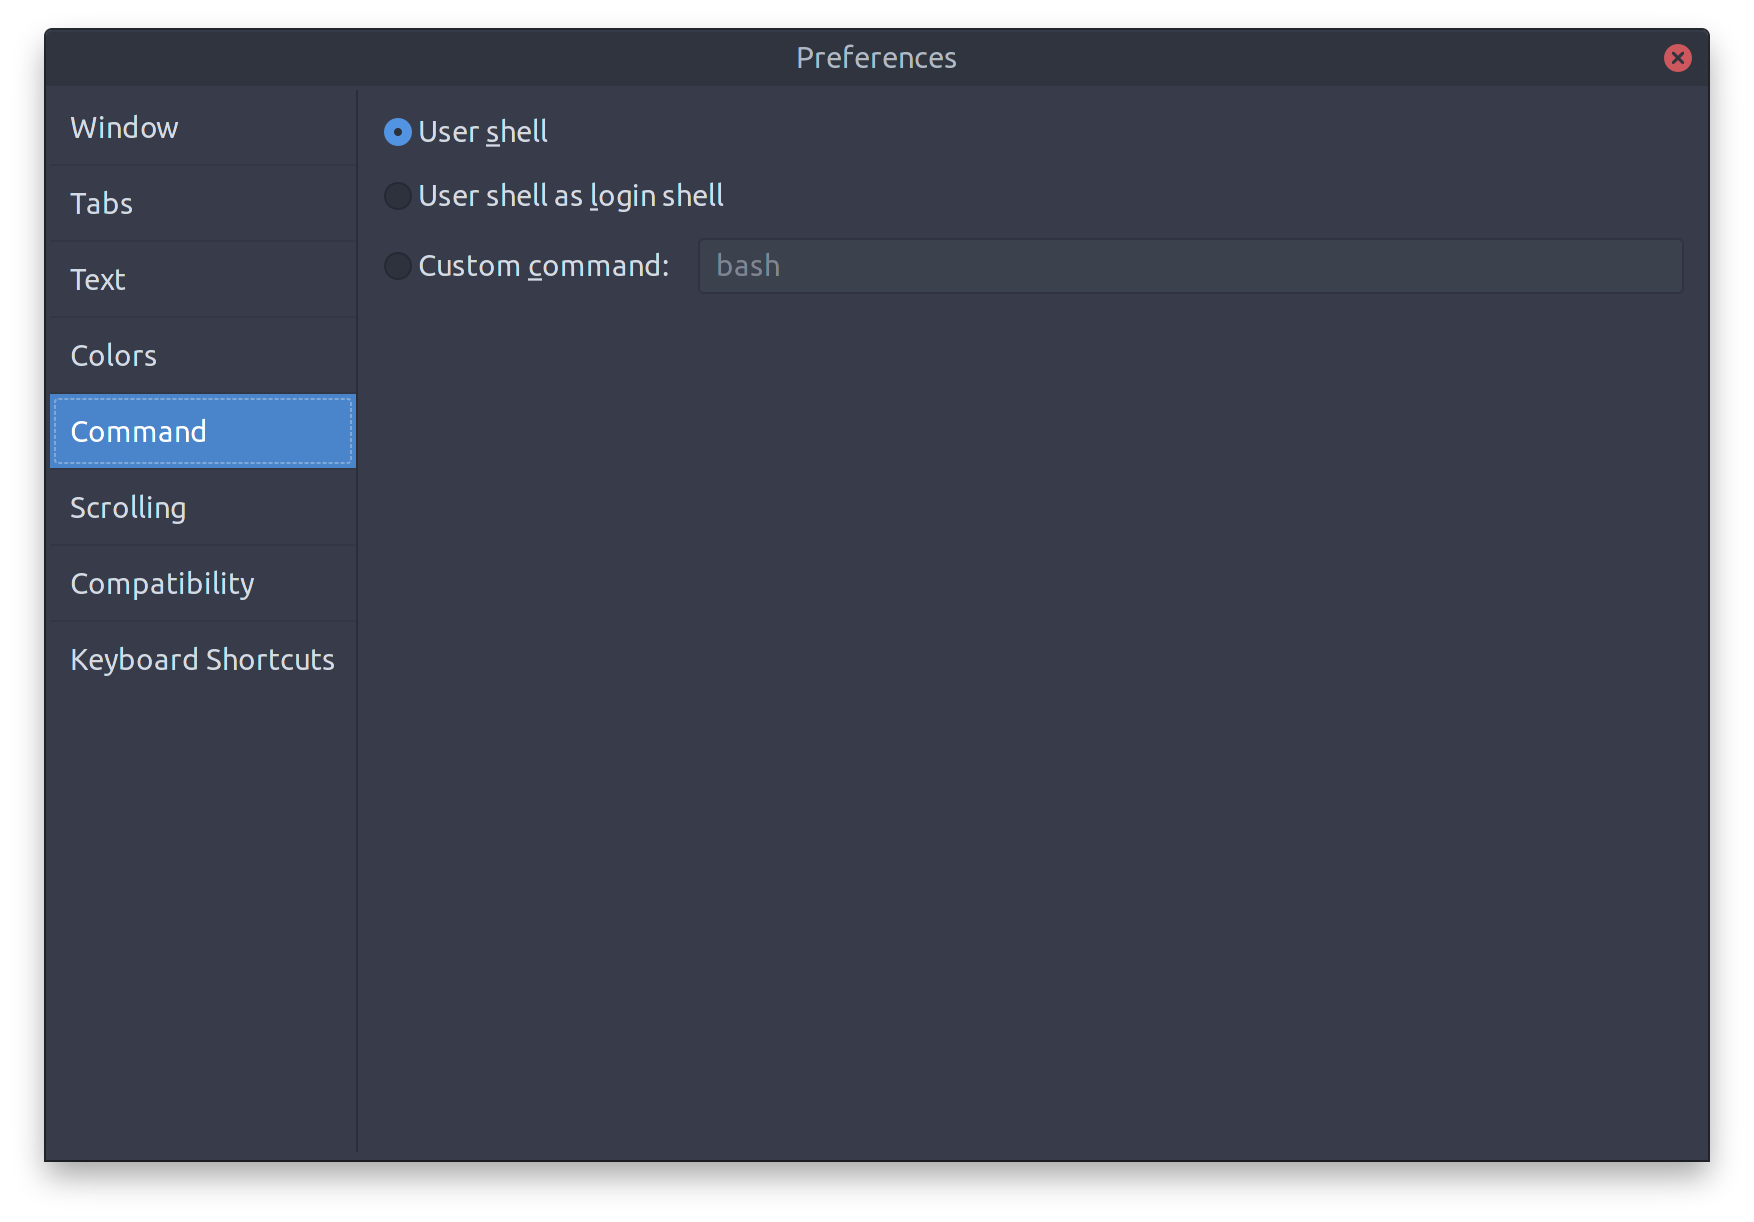 Preferences
Window
Tabs
Text
Colors
Command
Scrolling
Compatibility
Keyboard Shortcuts
User shell
User shell as login shell
Custom command: bash